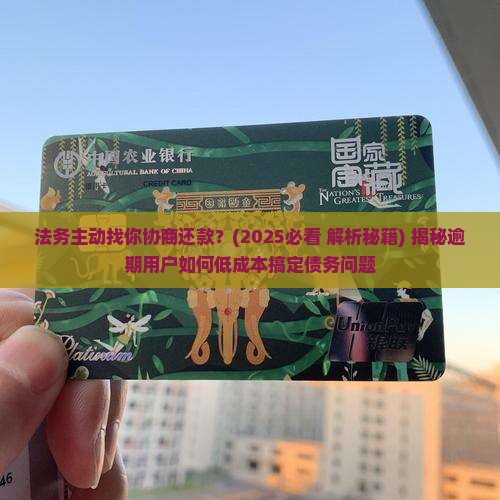 中国农业银行
AGRICULTURAL BANK OF CHINA
CREDIT CARD
国家宝藏
NATION'S
GREATEST TREASURES
法务主动找你协商还款？(2025必看 解析秘籍) 揭秘逾
期用户如何低成本搞定债务问题
UnionPay
银联
Platinum
46